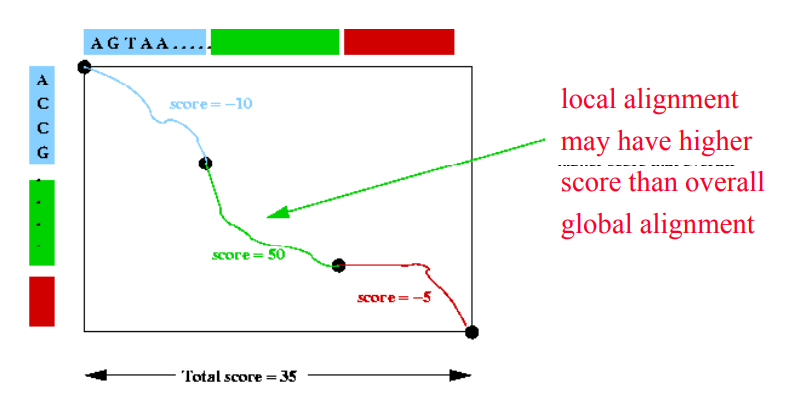 A G T A A . . . . .
A
C
C
G
score = −10
score = 50
score = −5
Total score = 35
local alignment
may have higher
score than overall
global alignment